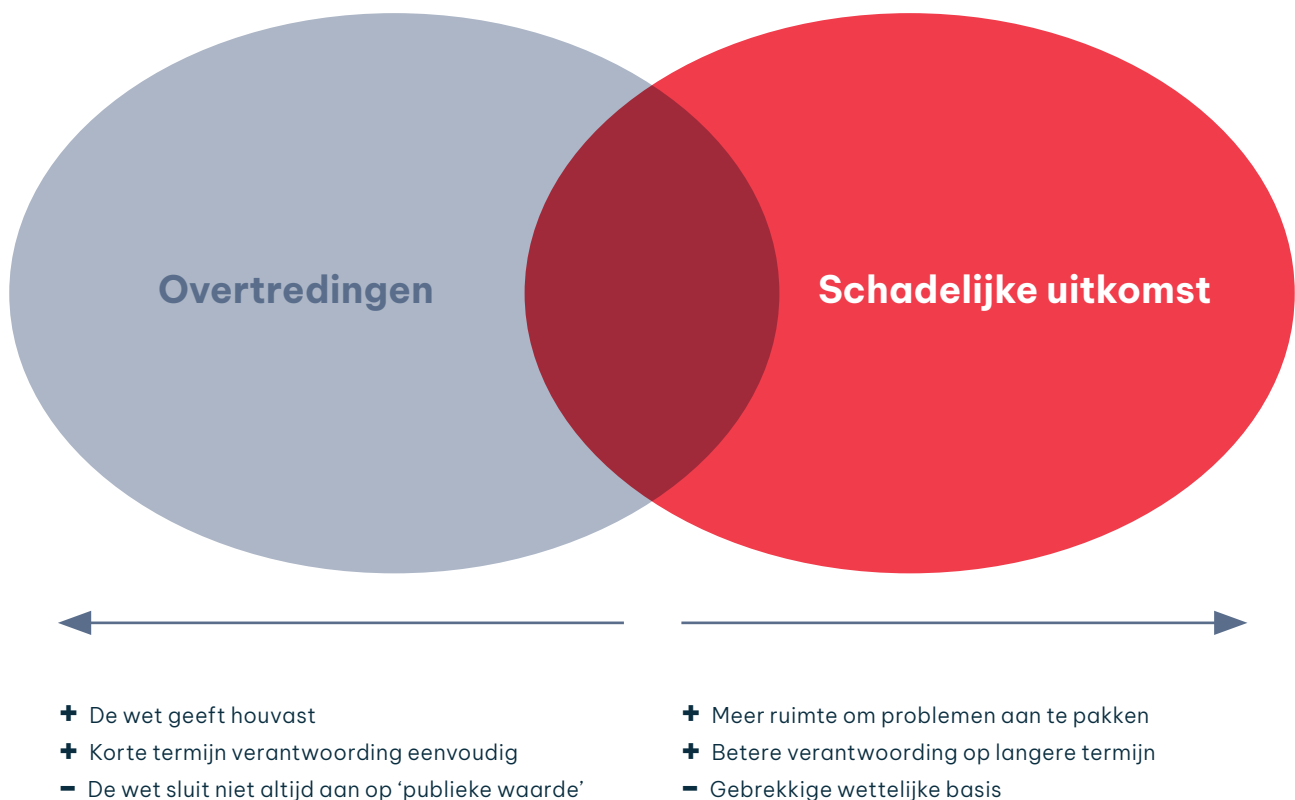 Overtredingen
Schadelijke uitkomst
+ De wet geeft houvast
+ Korte termijn verantwoording eenvoudig
- De wet sluit niet altijd aan op ‘publieke waarde’
+ Meer ruimte om problemen aan te pakken
+ Betere verantwoording op langere termijn
- Gebrekkige wettelijke basis